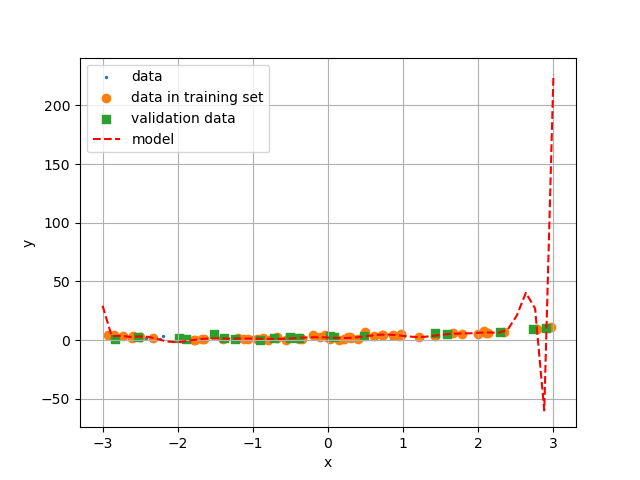 data
data in training set
validation data
model
200
150
100
50
0
−50
y
−3
−2
−1
0
1
2
3
x